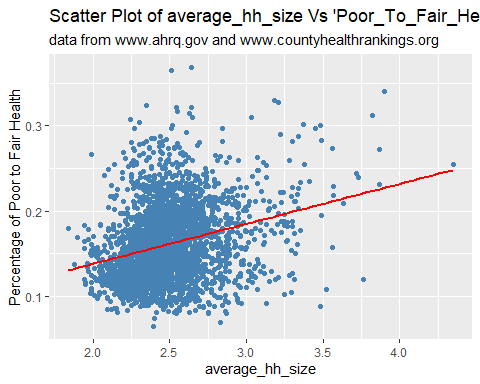 Scatter Plot of average_hh_size Vs 'Poor_To_Fair_He
data from www.ahrq.gov and www.countyhealthrankings.org
Percentage of Poor to Fair Health
0.3
0.2
0.1
2.0 2.5 3.0 3.5 4.0
average_hh_size